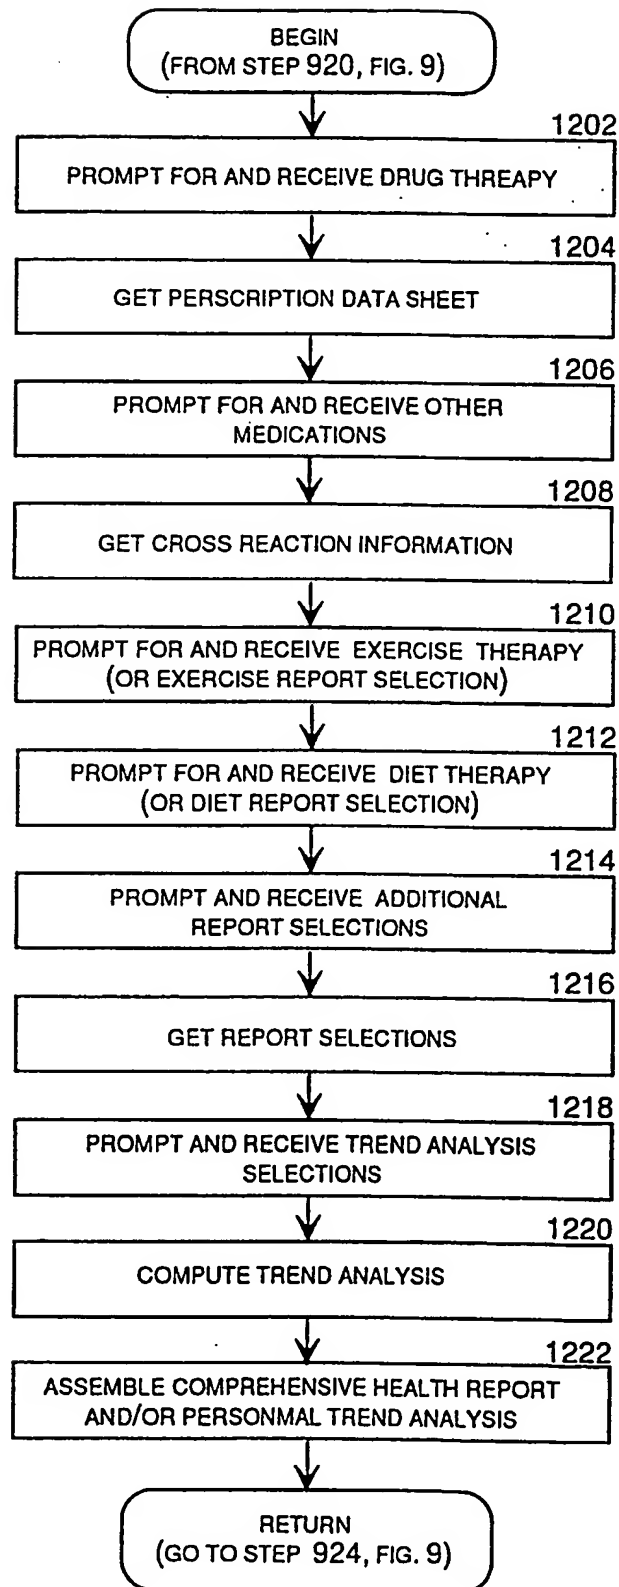 BEGIN
(FROM STEP 920, FIG. 9)
1202
PROMPT FOR AND RECEIVE DRUG THREAPY
1204
GET PERSCRIPTION DATA SHEET
1206
PROMPT FOR AND RECEIVE OTHER
MEDICATIONS
1208
GET CROSS REACTION INFORMATION
1210
PROMPT FOR AND RECEIVE EXERCISE THERAPY
(OR EXERCISE REPORT SELECTION)
1212
PROMPT FOR AND RECEIVE DIET THERAPY
(OR DIET REPORT SELECTION)
1214
PROMPT AND RECEIVE ADDITIONAL
REPORT SELECTIONS
1216
GET REPORT SELECTIONS
1218
PROMPT AND RECEIVE TREND ANALYSIS
SELECTIONS
1220
COMPUTE TREND ANALYSIS
1222
ASSEMBLE COMPREHENSIVE HEALTH REPORT
AND/OR PERSONMAL TREND ANALYSIS
RETURN
(GO TO STEP 924, FIG. 9)